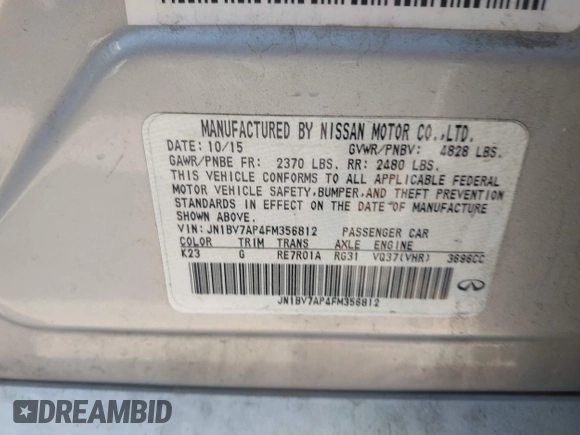 MANUFACTURED BY NISSAN MOTOR CO.,LTD.
DATE: 10/15 GVWR/PNBV: 4828 LBS.
GAWR/PNBE FR: 2370 LBS. RR: 2480 LBS.
THIS VEHICLE CONFORMS TO ALL APPLICABLE FEDERAL
MOTOR VEHICLE SAFETY, BUMPER, AND THEFT PREVENTION
STANDARDS IN EFFECT ON THE DATE OF MANUFACTURE
SHOWN ABOVE.
VIN: JN1BV7AP4FM356812 PASSENGER CAR
COLOR TRIM TRANS AXLE ENGINE
K23 G RE7R01A RG31 VQ37(VHR) 3696CC
JN1BV7AP4FM356812
DREAMBID